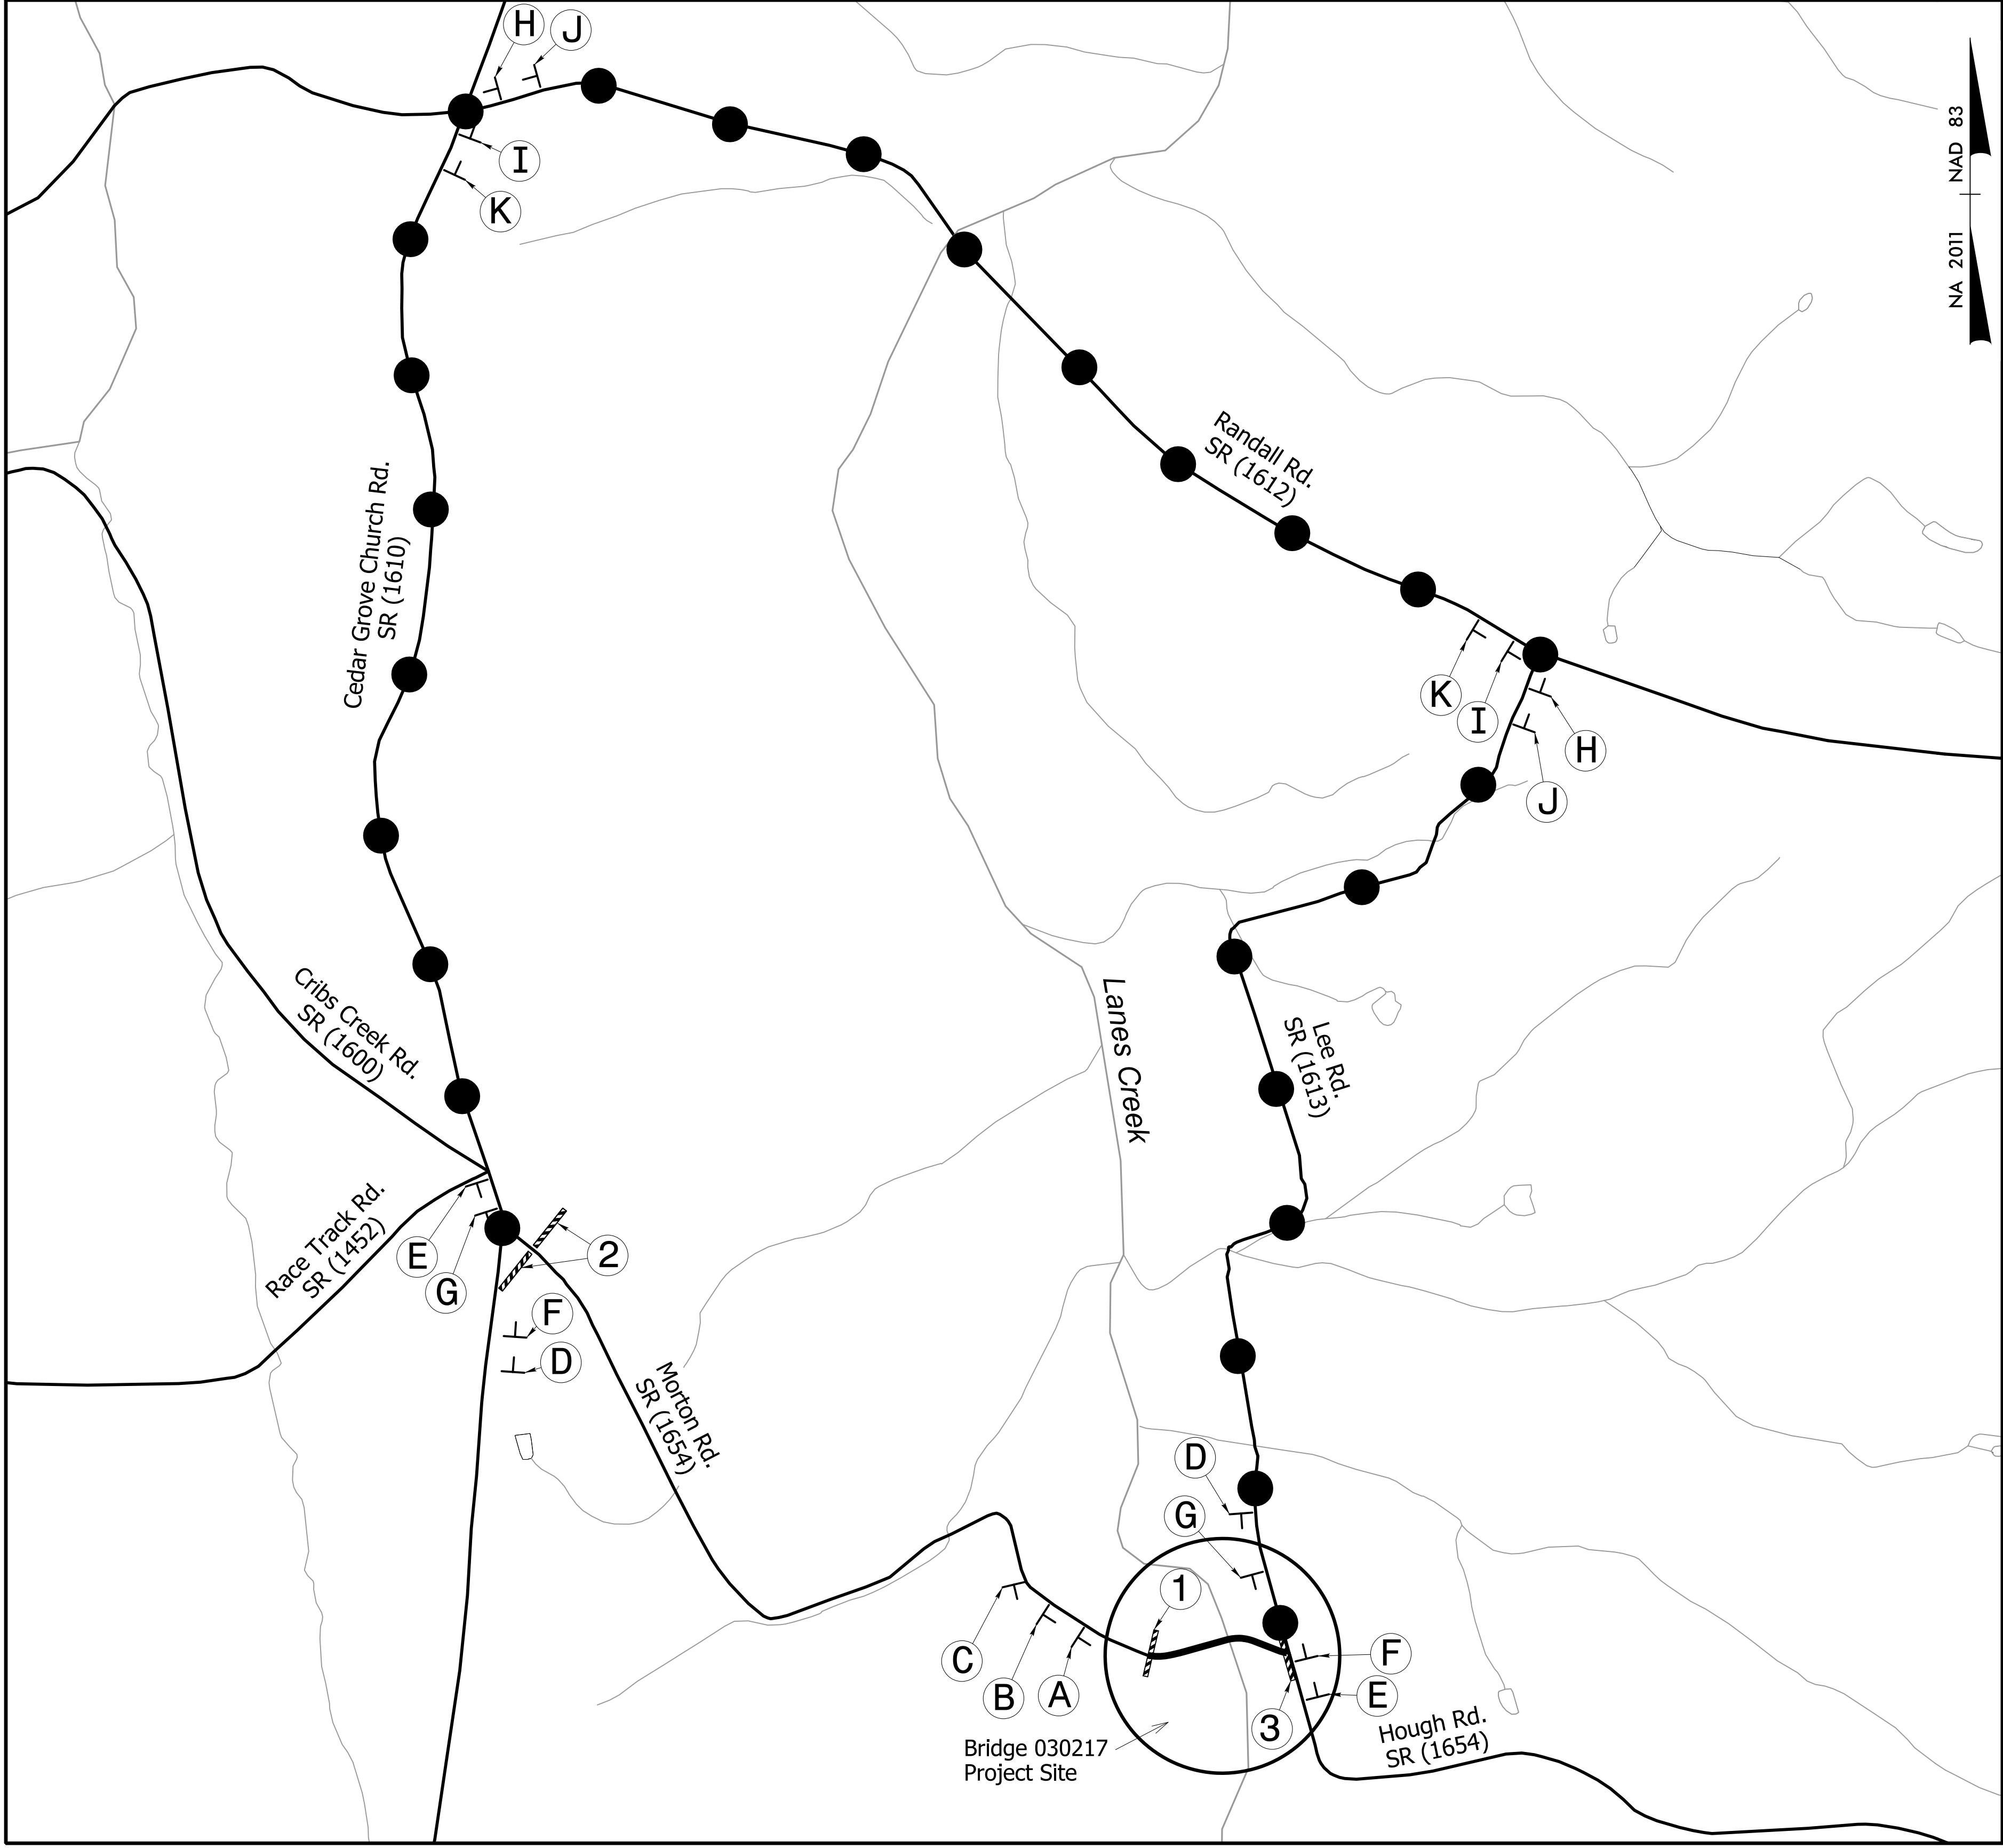 H
J
I
K
NA 2011 NAD 83
Randall Rd.
SR (1612)
Cedar Grove Church Rd.
SR (1610)
K
I
H
J
Cribs Creek Rd.
SR (1600)
Lanes Creek
Lee Rd.
SR (1613)
Race Track Rd.
SR (1452)
E
G
2
F
D
Morton Rd.
SR (1654)
D
G
1
C
B
A
F
E
3
Hough Rd.
SR (1654)
Bridge 030217
Project Site